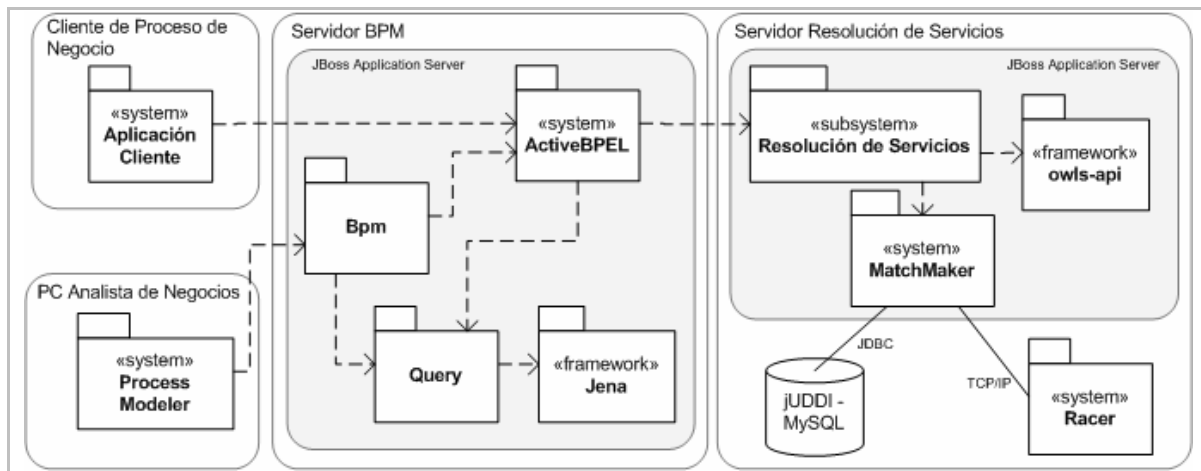 Cliente de Proceso de
Negocio
«system»
Aplicación
Cliente
PC Analista de Negocios
«system»
Process
Modeler
Servidor BPM
JBoss Application Server
«system»
ActiveBPEL
Bpm
Query
«framework»
Jena
Servidor Resolución de Servicios
JBoss Application Server
«subsystem»
Resolución de Servicios
«framework»
owls-api
«system»
MatchMaker
JDBC
TCP/IP
jUDDI -
MySQL
«system»
Racer